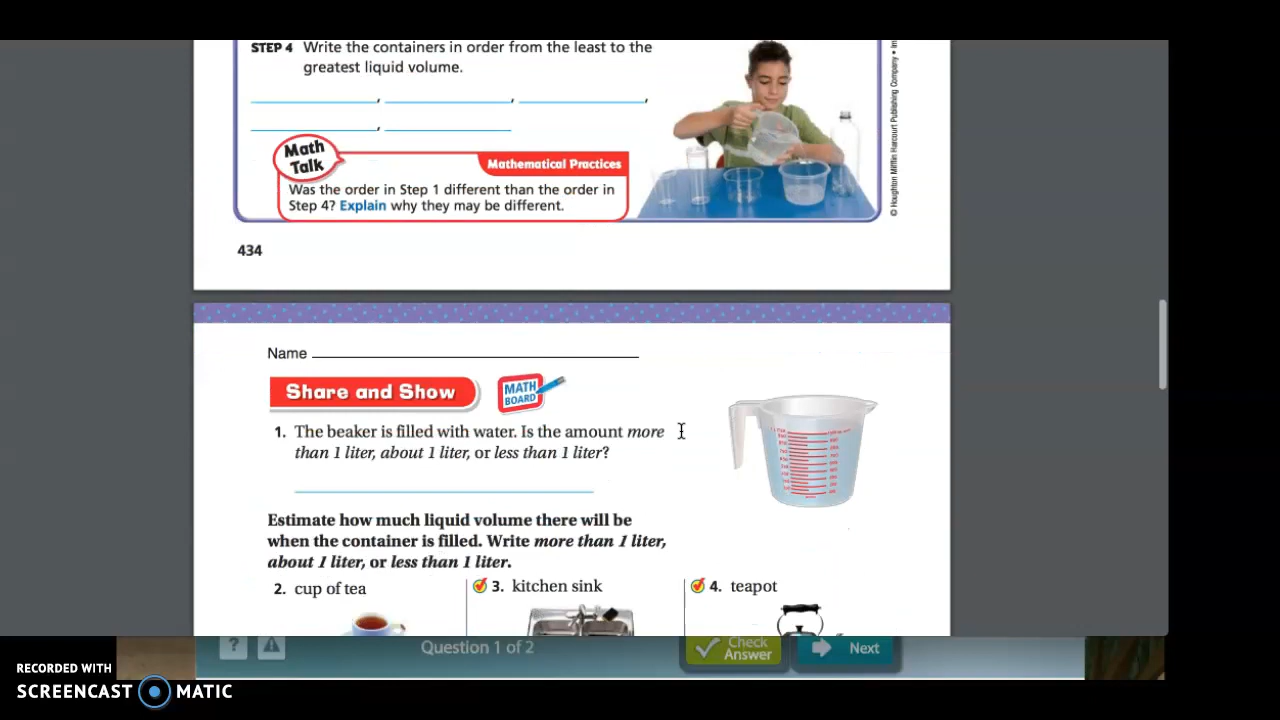 STEP 4 Write the containers in order from the least to the
greatest liquid volume.
Math
Talk
Mathematical Practices
Was the order in Step 1 different than the order in
Step 4? Explain why they may be different.
© Houghton Mifflin Harcourt Publishing Company •
434
Name
Share and Show
MATH
BOARD
1. The beaker is filled with water. Is the amount more
than 1 liter, about 1 liter, or less than 1 liter?
Estimate how much liquid volume there will be
when the container is filled. Write more than 1 liter,
about 1 liter, or less than 1 liter.
2. cup of tea
3. kitchen sink
4. teapot
?
Question 1 of 2
Check
Answer
Next
RECORDED WITH
SCREENCAST MATIC